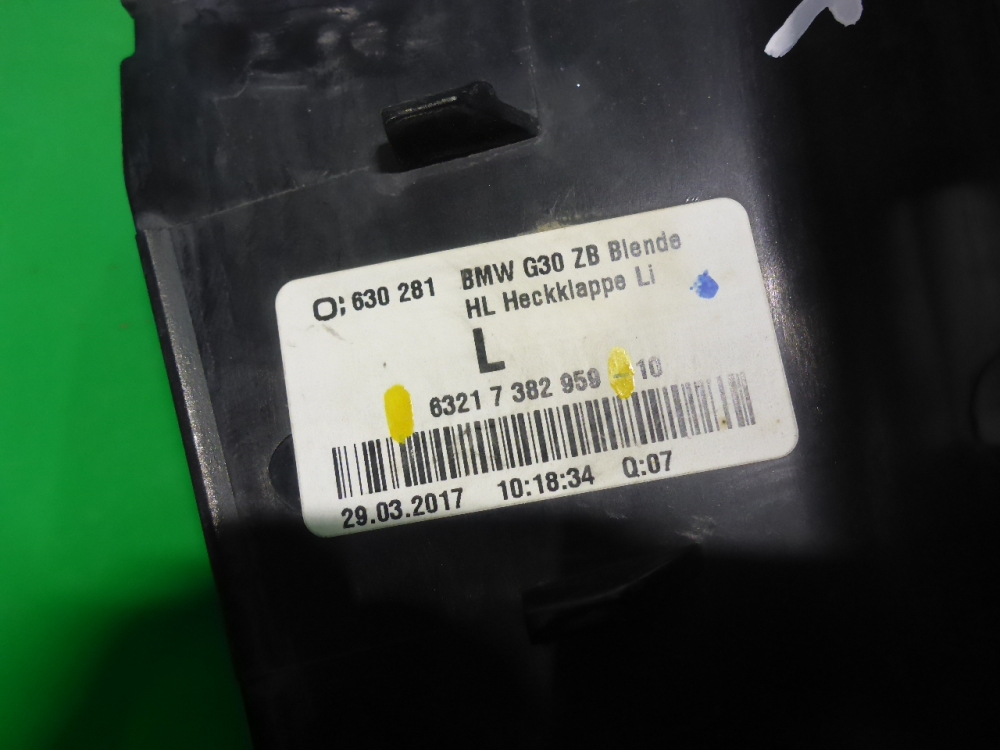 O; 630 281 BMW G30 ZB Blende
HL Heckklappe Li
L
6321 7 382 959 - 10
29.03.2017 10:18:34 Q:07